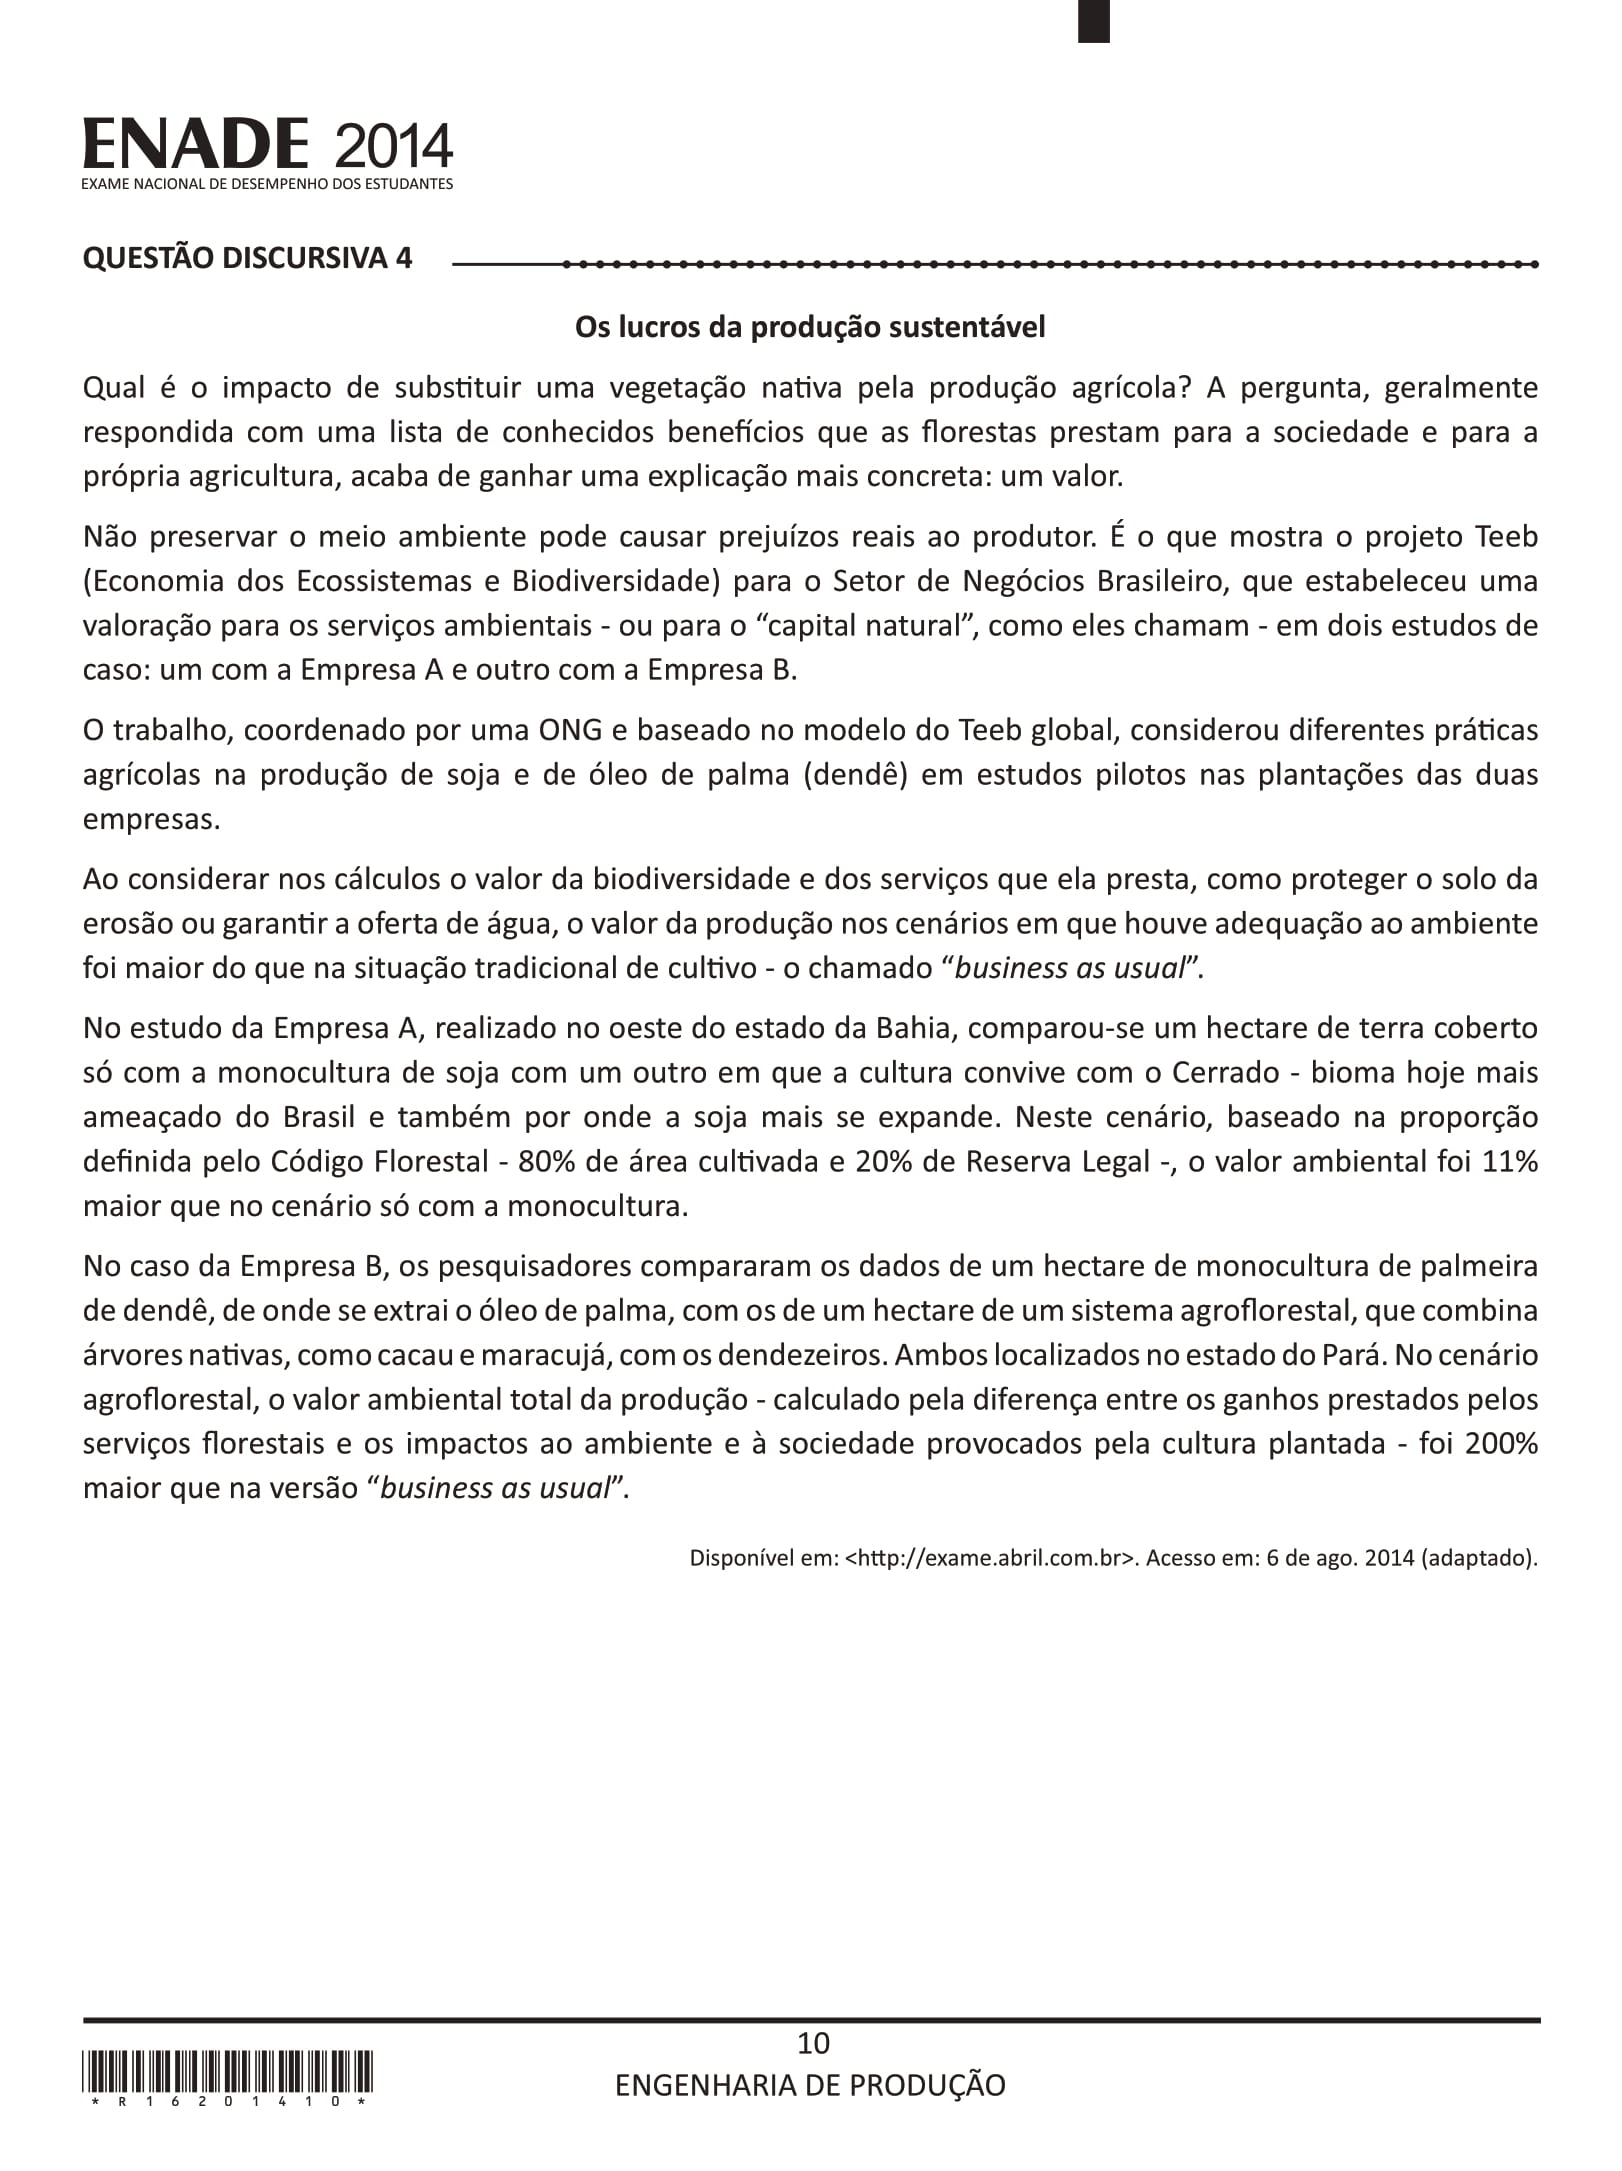 ENADE 2014
EXAME NACIONAL DE DESEMPENHO DOS ESTUDANTES
QUESTÃO DISCURSIVA 4
Os lucros da produção sustentável
Qual é o impacto de substituir uma vegetação nativa pela produção agrícola? A pergunta, geralmente
respondida com uma lista de conhecidos benefícios que as florestas prestam para a sociedade e para a
própria agricultura, acaba de ganhar uma explicação mais concreta: um valor.
Não preservar o meio ambiente pode causar prejuízos reais ao produtor. É o que mostra o projeto Teeb
(Economia dos Ecossistemas e Biodiversidade) para o Setor de Negócios Brasileiro, que estabeleceu uma
valoração para os serviços ambientais - ou para o “capital natural”, como eles chamam - em dois estudos de
caso: um com a Empresa A e outro com a Empresa B.
O trabalho, coordenado por uma ONG e baseado no modelo do Teeb global, considerou diferentes práticas
agrícolas na produção de soja e de óleo de palma (dendê) em estudos pilotos nas plantações das duas
empresas.
Ao considerar nos cálculos o valor da biodiversidade e dos serviços que ela presta, como proteger o solo da
erosão ou garantir a oferta de água, o valor da produção nos cenários em que houve adequação ao ambiente
foi maior do que na situação tradicional de cultivo - o chamado “business as usual”.
No estudo da Empresa A, realizado no oeste do estado da Bahia, comparou-se um hectare de terra coberto
só com a monocultura de soja com um outro em que a cultura convive com o Cerrado - bioma hoje mais
ameaçado do Brasil e também por onde a soja mais se expande. Neste cenário, baseado na proporção
definida pelo Código Florestal - 80% de área cultivada e 20% de Reserva Legal -, o valor ambiental foi 11%
maior que no cenário só com a monocultura.
No caso da Empresa B, os pesquisadores compararam os dados de um hectare de monocultura de palmeira
de dendê, de onde se extrai o óleo de palma, com os de um hectare de um sistema agroflorestal, que combina
árvores nativas, como cacau e maracujá, com os dendezeiros. Ambos localizados no estado do Pará. No cenário
agroflorestal, o valor ambiental total da produção - calculado pela diferença entre os ganhos prestados pelos
serviços florestais e os impactos ao ambiente e à sociedade provocados pela cultura plantada - foi 200%
maior que na versão “business as usual”.
Disponível em: <http://exame.abril.com.br>. Acesso em: 6 de ago. 2014 (adaptado).
10
ENGENHARIA DE PRODUÇÃO
* R 1 6 2 0 1 4 1 0 *